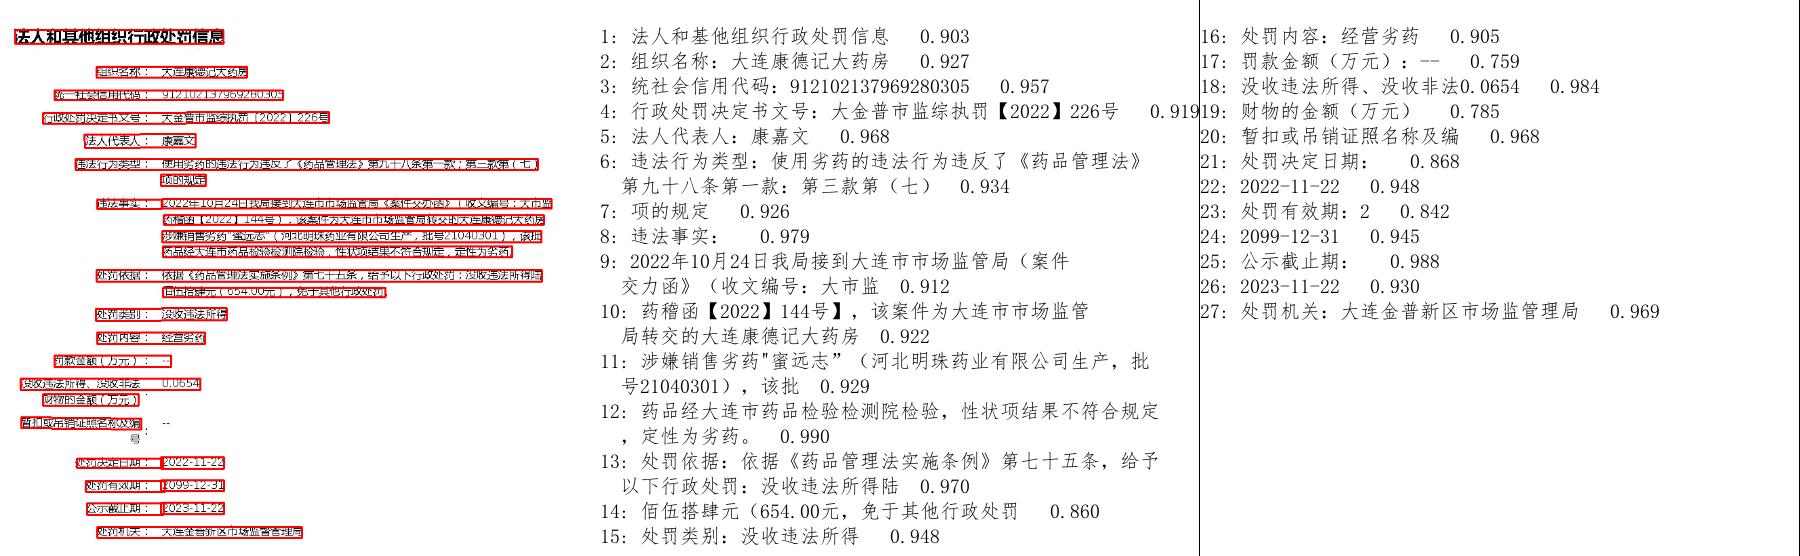 法人和其他组织行政处罚信息
组织名称： 大连康德记大药房
统一社会信用代码： 912102137969280305
行政处罚决定书文号： 大金普市监综执罚〔2022〕226号
法人代表人： 康嘉文
违法行为类型： 使用劣药的违法行为违反了《药品管理法》第九十八条第一款；第三款第（七）
项的规定
违法事实： 2022年10月24日我局接到大连市市场监管局《案件交办函》（收文编号：大市监
药稽函【2022】144号），该案件为大连市市场监管局转交的大连康德记大药房
涉嫌销售劣药"蜜远志"（河北明珠药业有限公司生产，批号21040301），该批
药品经大连市药品检验检测院检验，性状项结果不符合规定，定性为劣药。
处罚依据： 依据《药品管理法实施条例》第七十五条，给予以下行政处罚：没收违法所得陆
佰伍拾肆元（654.00元），免于其他行政处罚。
处罚类别： 没收违法所得
处罚内容： 经营劣药
罚款金额（万元）： --
没收违法所得、没收非法 0.0654
财物的金额（万元） ：
暂扣或吊销证照名称及编 --
号 ：
处罚决定日期： 2022-11-22
处罚有效期： 2099-12-31
公示截止期： 2023-11-22
处罚机关： 大连金普新区市场监督管理局
1: 法人和基他组织行政处罚信息 0.903
2: 组织名称：大连康德记大药房 0.927
3: 统社会信用代码：912102137969280305 0.957
4: 行政处罚决定书文号：大金普市监综执罚【2022】226号 0.919
5: 法人代表人：康嘉文 0.968
6: 违法行为类型：使用劣药的违法行为违反了《药品管理法》
第九十八条第一款：第三款第（七） 0.934
7: 项的规定 0.926
8: 违法事实： 0.979
9: 2022年10月24日我局接到大连市市场监管局（案件
交力函》（收文编号：大市监 0.912
10: 药稽函【2022】144号】，该案件为大连市市场监管
局转交的大连康德记大药房 0.922
11: 涉嫌销售劣药"蜜远志”（河北明珠药业有限公司生产，批
号21040301），该批 0.929
12: 药品经大连市药品检验检测院检验，性状项结果不符合规定
，定性为劣药。 0.990
13: 处罚依据：依据《药品管理法实施条例》第七十五条，给予
以下行政处罚：没收违法所得陆 0.970
14: 佰伍搭肆元（654.00元，免于其他行政处罚 0.860
15: 处罚类别：没收违法所得 0.948
16: 处罚内容：经营劣药 0.905
17: 罚款金额（万元）：-- 0.759
18: 没收违法所得、没收非法0.0654 0.984
19: 财物的金额（万元） 0.785
20: 暂扣或吊销证照名称及编 0.968
21: 处罚决定日期： 0.868
22: 2022-11-22 0.948
23: 处罚有效期：2 0.842
24: 2099-12-31 0.945
25: 公示截止期： 0.988
26: 2023-11-22 0.930
27: 处罚机关：大连金普新区市场监管理局 0.969